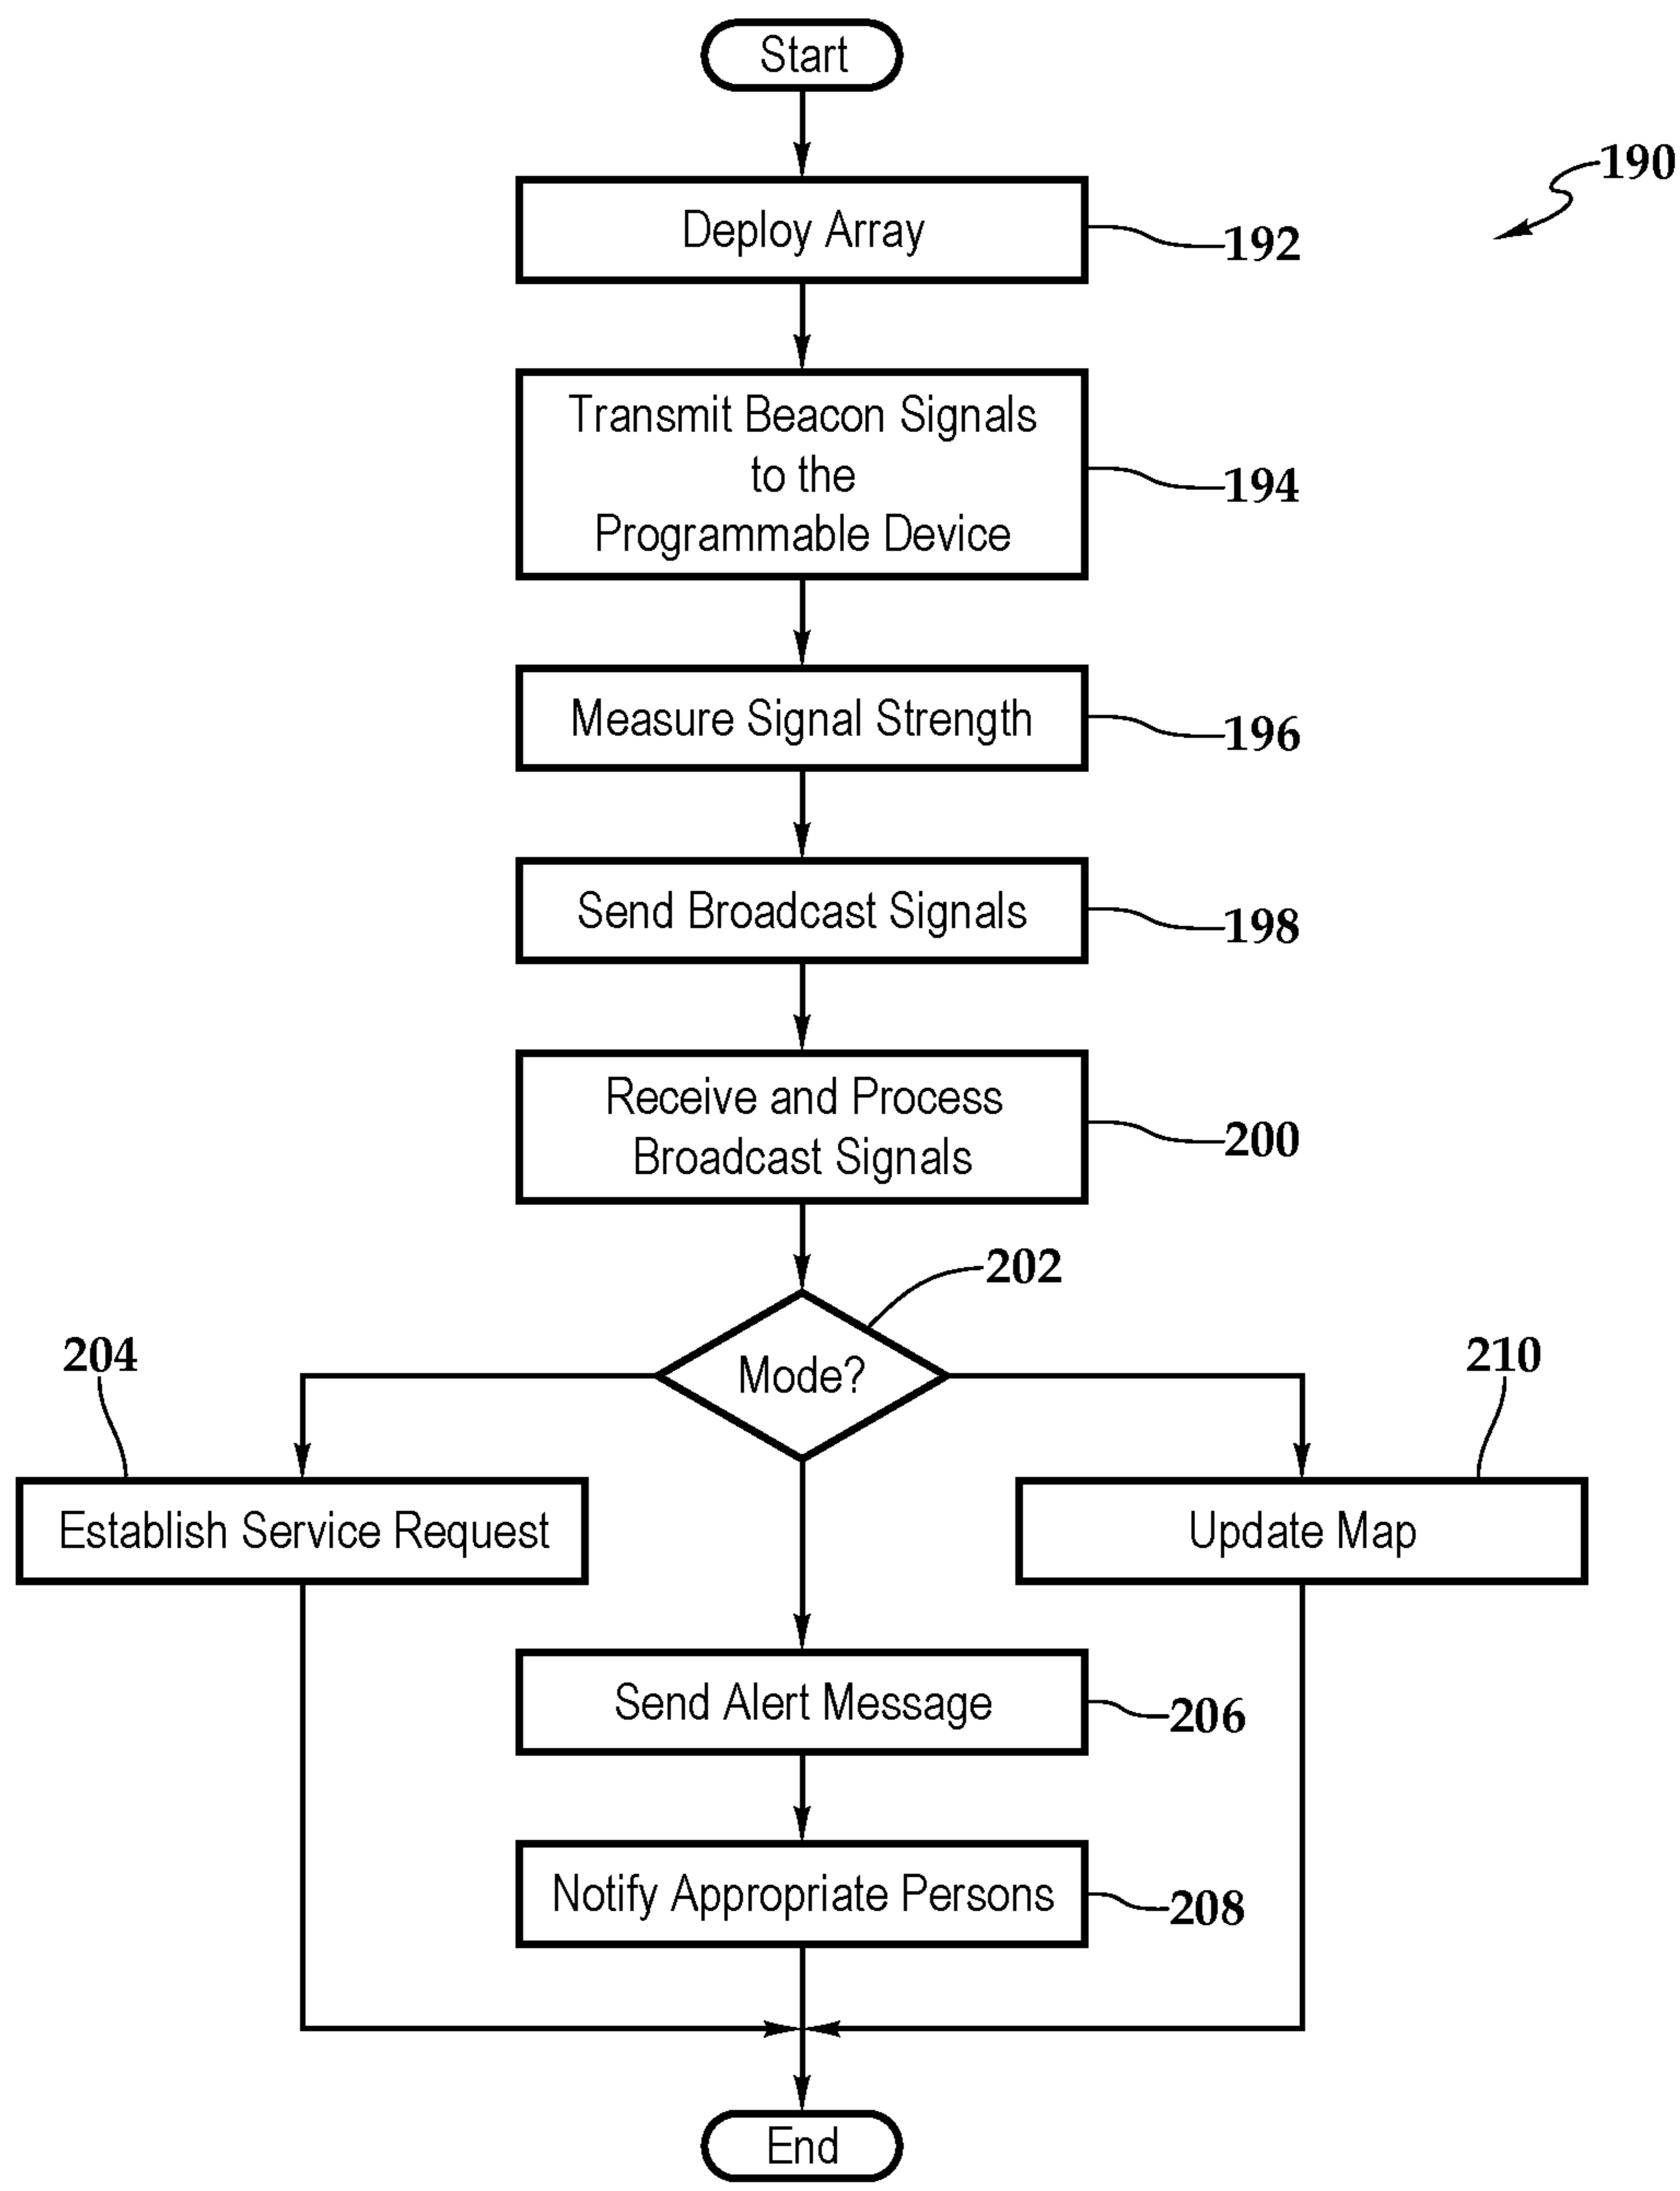 Start
190
Deploy Array
192
Transmit Beacon Signals
to the
Programmable Device
194
Measure Signal Strength
196
Send Broadcast Signals
198
Receive and Process
Broadcast Signals
200
202
Mode?
204
210
Establish Service Request
Update Map
Send Alert Message
206
Notify Appropriate Persons
208
End